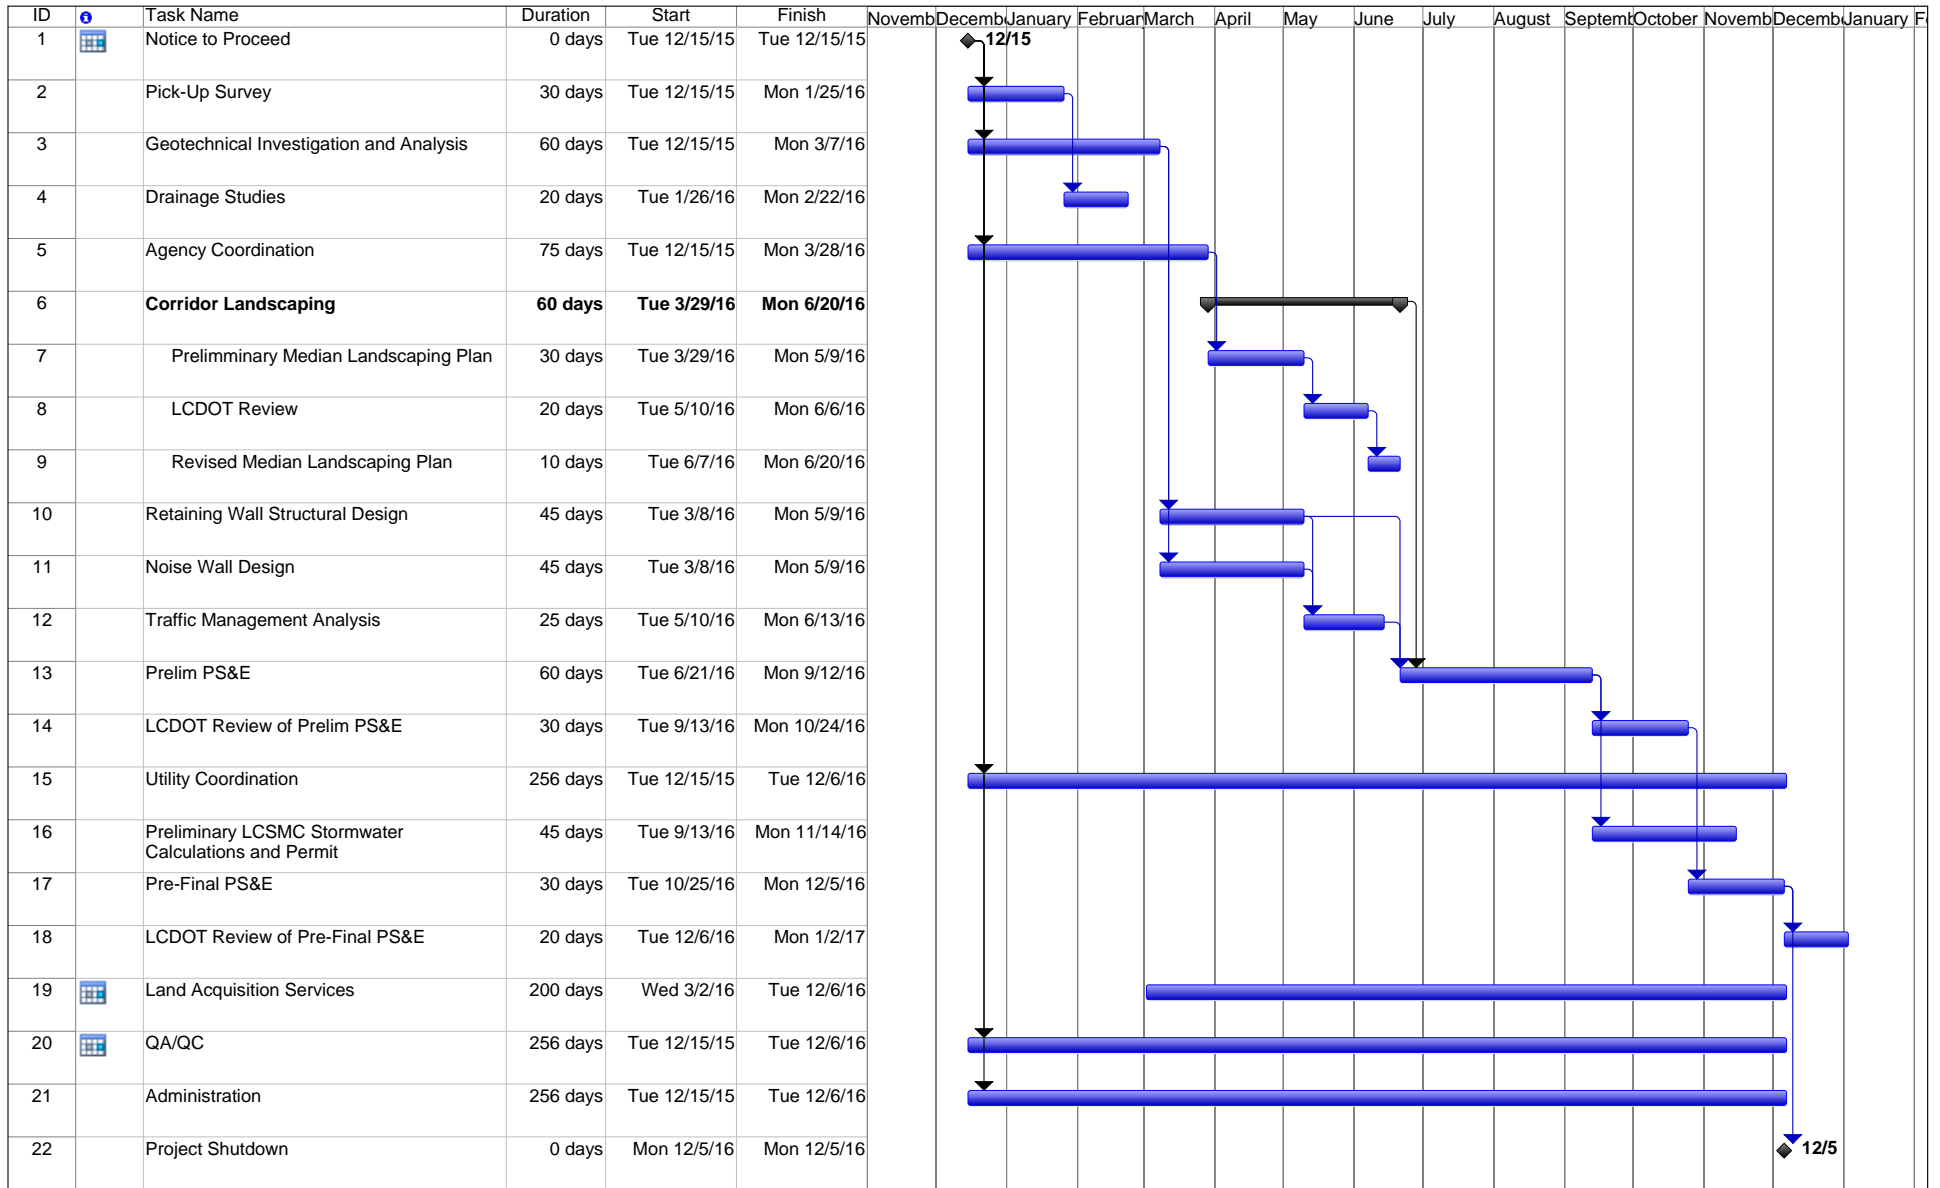 ID Task Name Duration Start Finish Novemb Decemb January Februar March April May June July August Septemb October Novemb Decemb January F
1 Notice to Proceed 0 days Tue 12/15/15 Tue 12/15/15 12/15
2 Pick-Up Survey 30 days Tue 12/15/15 Mon 1/25/16
3 Geotechnical Investigation and Analysis 60 days Tue 12/15/15 Mon 3/7/16
4 Drainage Studies 20 days Tue 1/26/16 Mon 2/22/16
5 Agency Coordination 75 days Tue 12/15/15 Mon 3/28/16
6 Corridor Landscaping 60 days Tue 3/29/16 Mon 6/20/16
7 Prelimminary Median Landscaping Plan 30 days Tue 3/29/16 Mon 5/9/16
8 LCDOT Review 20 days Tue 5/10/16 Mon 6/6/16
9 Revised Median Landscaping Plan 10 days Tue 6/7/16 Mon 6/20/16
10 Retaining Wall Structural Design 45 days Tue 3/8/16 Mon 5/9/16
11 Noise Wall Design 45 days Tue 3/8/16 Mon 5/9/16
12 Traffic Management Analysis 25 days Tue 5/10/16 Mon 6/13/16
13 Prelim PS&E 60 days Tue 6/21/16 Mon 9/12/16
14 LCDOT Review of Prelim PS&E 30 days Tue 9/13/16 Mon 10/24/16
15 Utility Coordination 256 days Tue 12/15/15 Tue 12/6/16
16 Preliminary LCSMC Stormwater 45 days Tue 9/13/16 Mon 11/14/16
Calculations and Permit
17 Pre-Final PS&E 30 days Tue 10/25/16 Mon 12/5/16
18 LCDOT Review of Pre-Final PS&E 20 days Tue 12/6/16 Mon 1/2/17
19 Land Acquisition Services 200 days Wed 3/2/16 Tue 12/6/16
20 QA/QC 256 days Tue 12/15/15 Tue 12/6/16
21 Administration 256 days Tue 12/15/15 Tue 12/6/16
22 Project Shutdown 0 days Mon 12/5/16 Mon 12/5/16 12/5